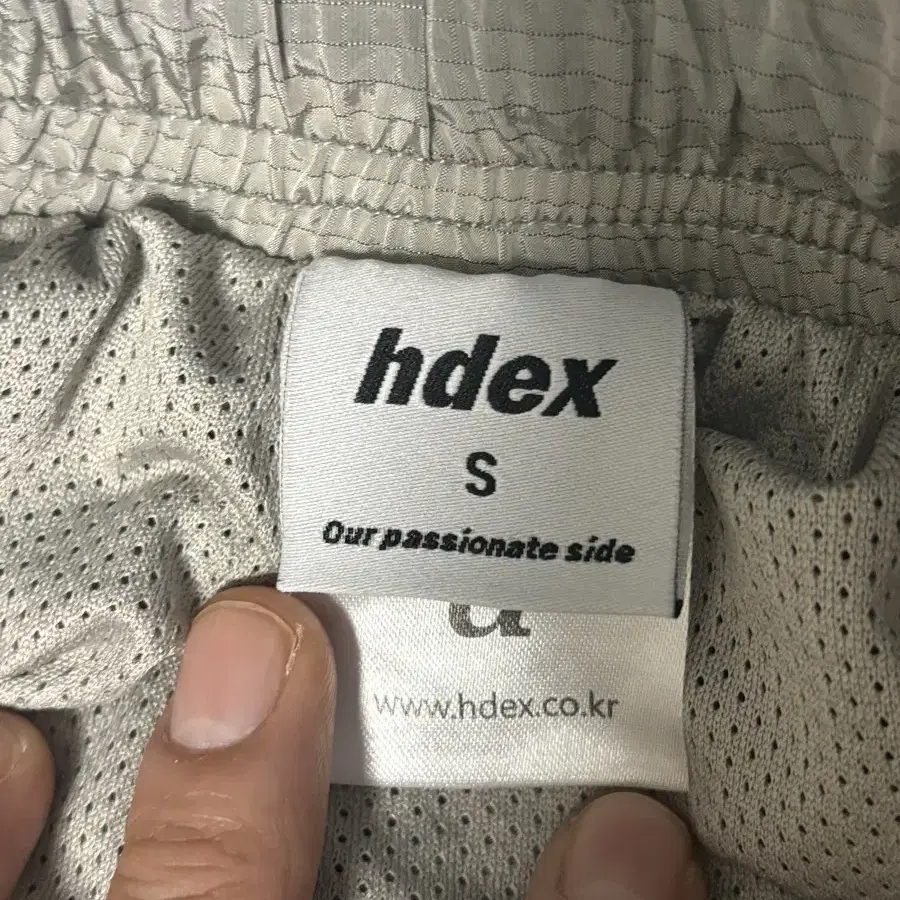 hdex
S
Our passionate side
www.hdex.co.kr